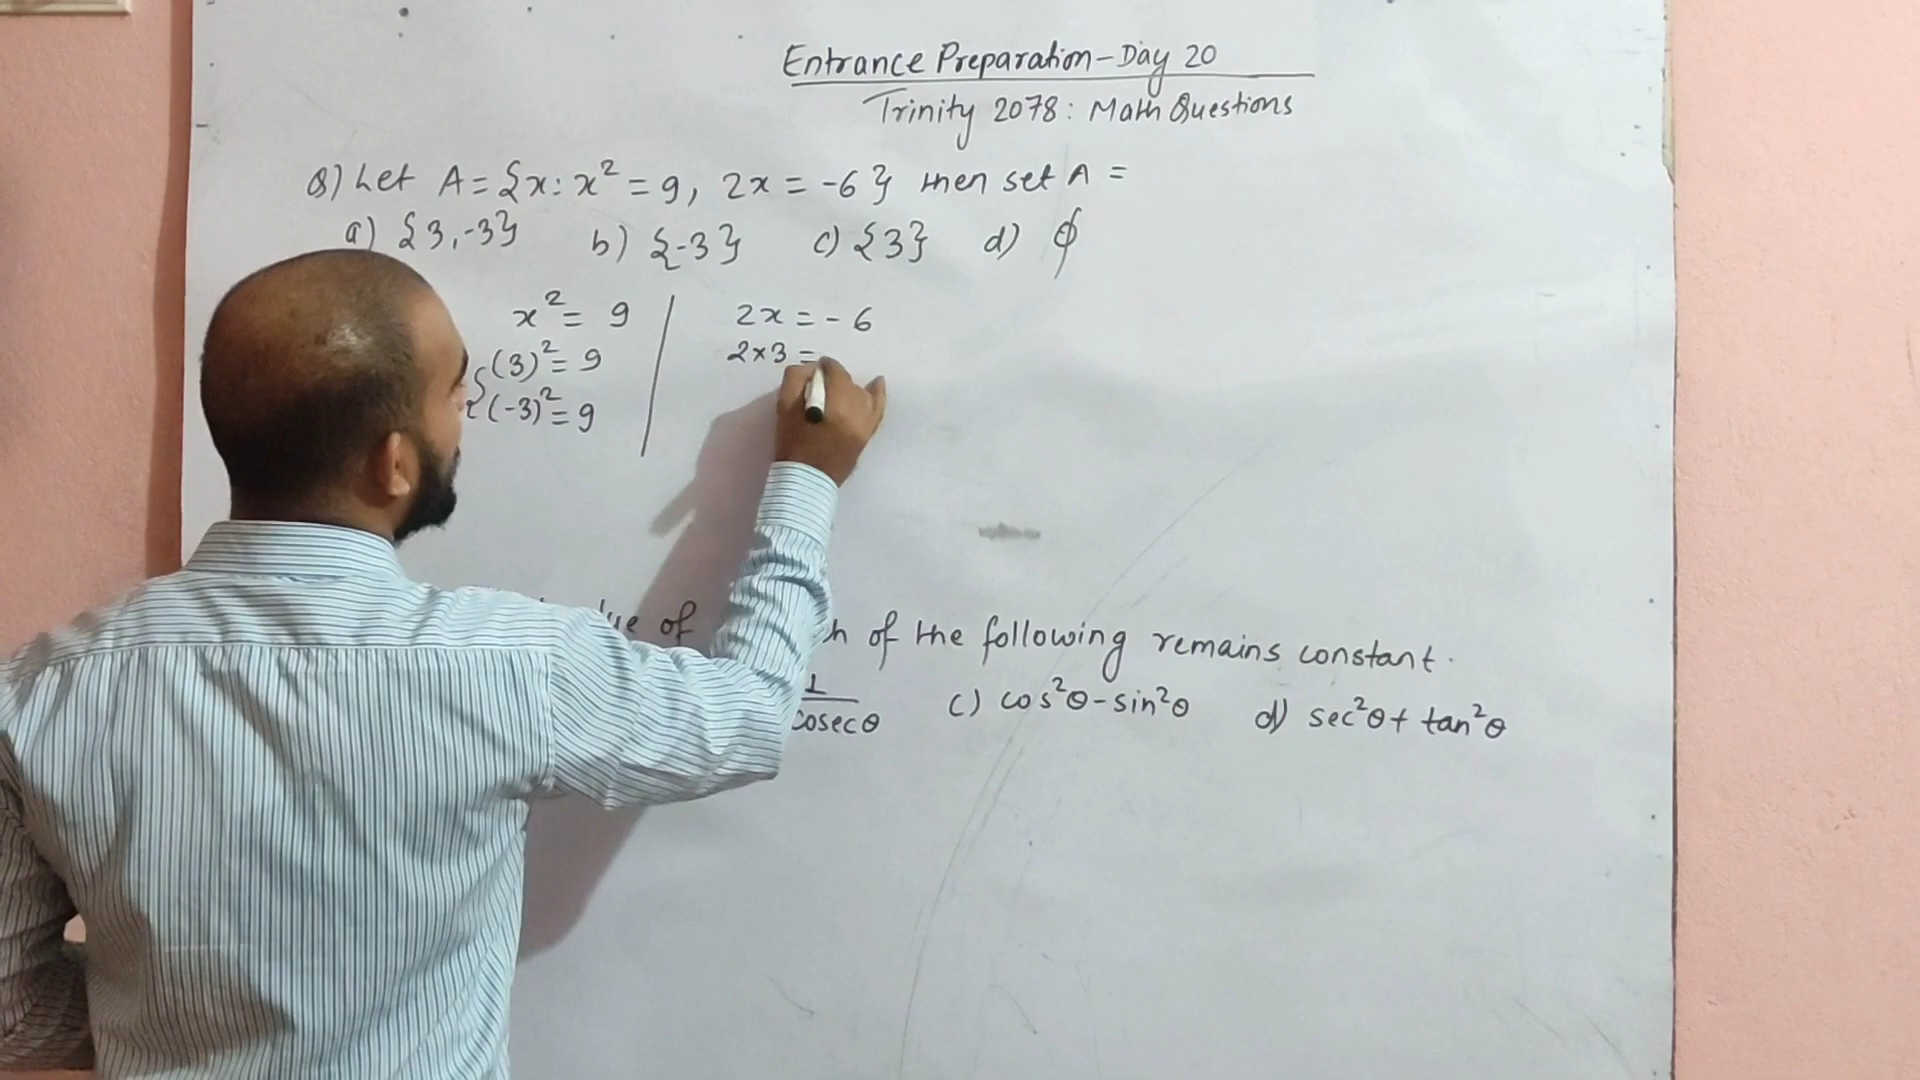 Entrance Preparation-Day 20
Trinity 2078: Math Questions
Q) Let A = {x: x² = 9, 2x = -6} then set A =
a) {3,-3} b) {-3} c) {3} d) ϕ
x² = 9 2x = - 6
(3)² = 9 2×3 =
(-3)² = 9
of of the following remains constant.
1/cosecθ c) cos²θ-sin²θ d) sec²θ+ tan²θ